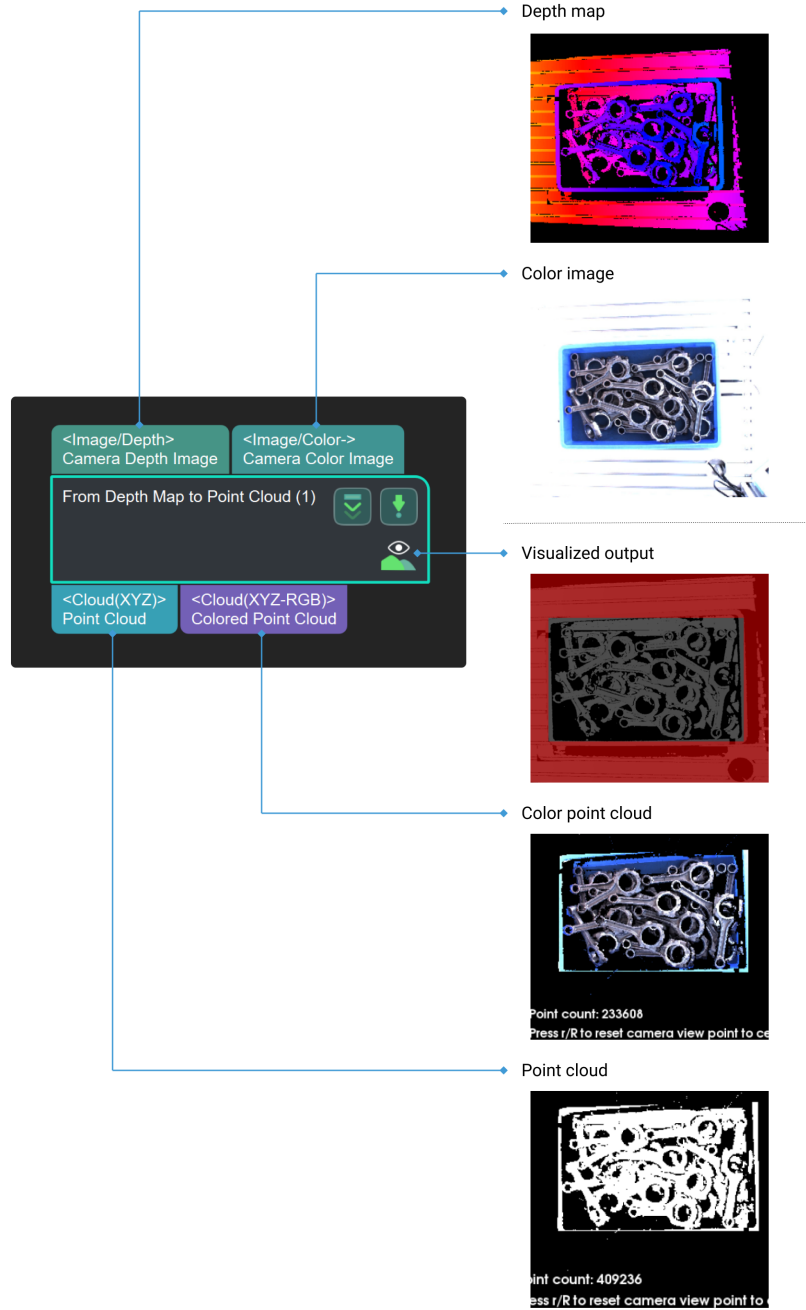 Depth map
Color image
<Image/Depth>
Camera Depth Image
<Image/Color->
Camera Color Image
From Depth Map to Point Cloud (1)
Visualized output
<Cloud(XYZ)>
Point Cloud
<Cloud(XYZ-RGB)>
Colored Point Cloud
Color point cloud
Point count: 233608
Press r/R to reset camera view point to ce
Point cloud
int count: 409236
ess r/R to reset camera view point to